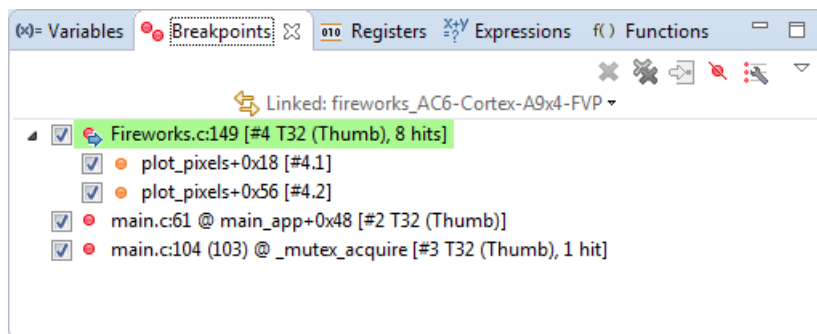 (x)= Variables Breakpoints 010 Registers x+y =? Expressions f() Functions
Linked: fireworks_AC6-Cortex-A9x4-FVP
Fireworks.c:149 [#4 T32 (Thumb), 8 hits]
plot_pixels+0x18 [#4.1]
plot_pixels+0x56 [#4.2]
main.c:61 @ main_app+0x48 [#2 T32 (Thumb)]
main.c:104 (103) @ _mutex_acquire [#3 T32 (Thumb), 1 hit]